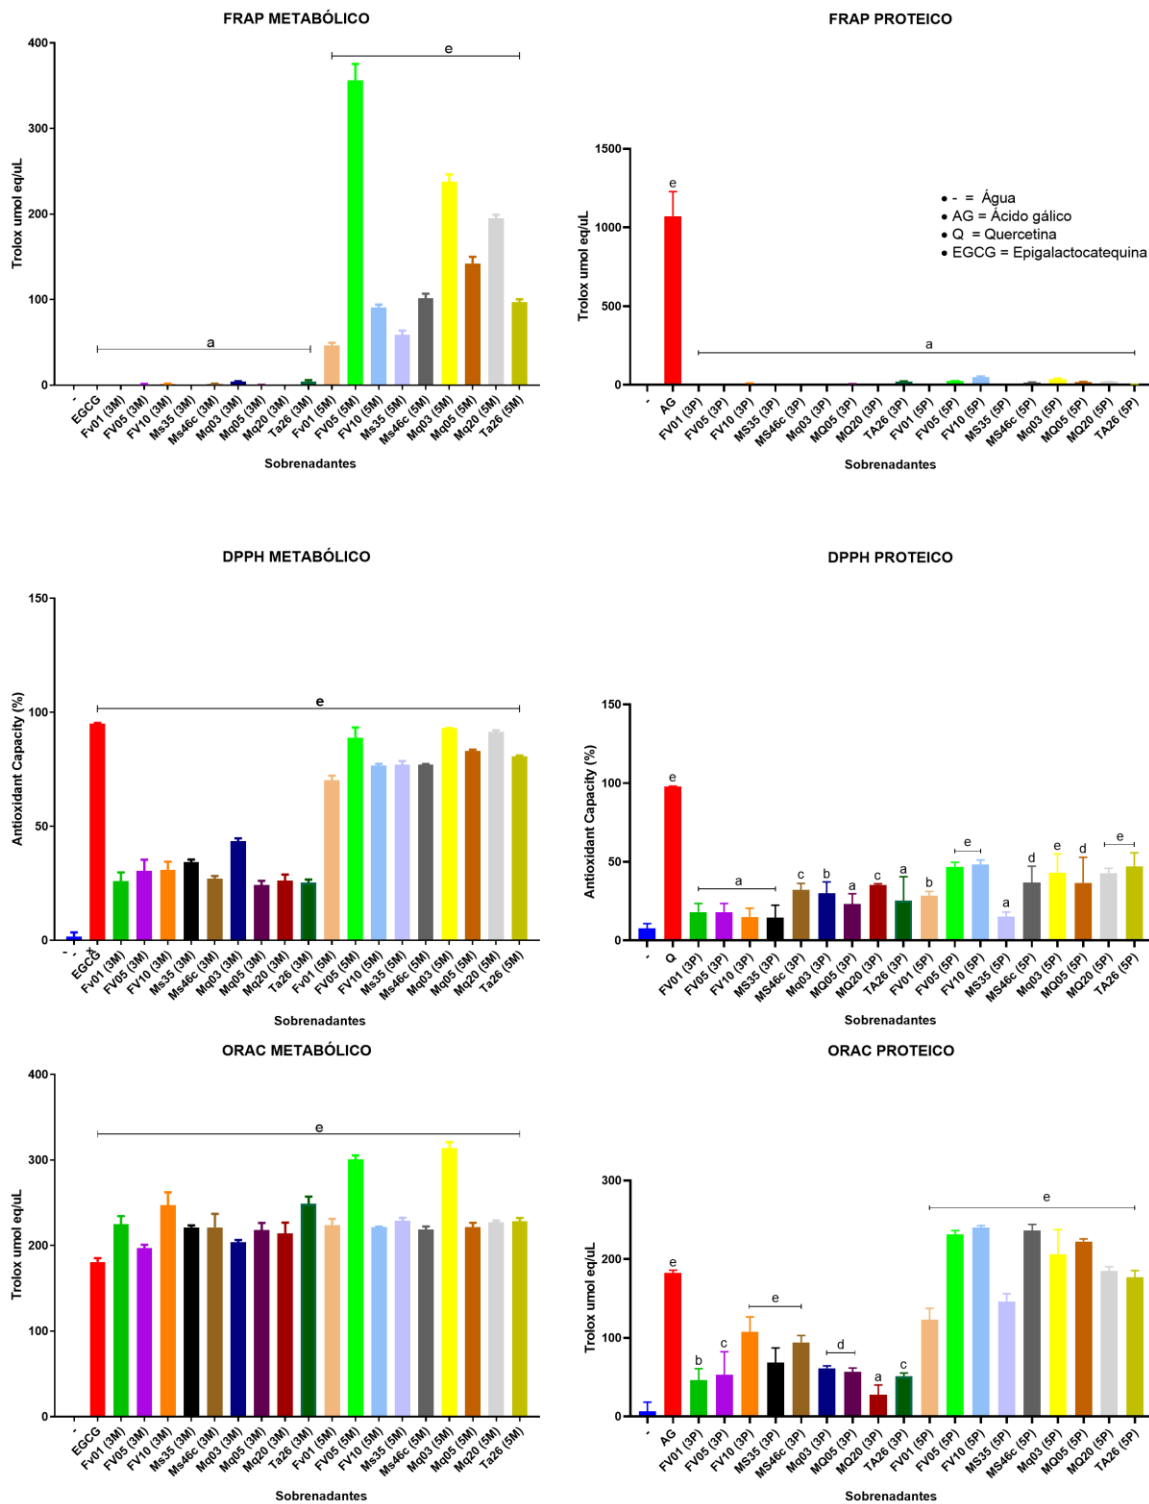 FRAP METABÓLICO
400
300
200
100
0
Trolox umol eq/uL
a
e
-
EGCG
Fv01 (3M)
FV05 (3M)
FV10 (3M)
Ms35 (3M)
Ms46c (3M)
Mq03 (3M)
Mq05 (3M)
Mq20 (3M)
Ta26 (3M)
Fv01 (5M)
FV05 (5M)
FV10 (5M)
Ms35 (5M)
Ms46c (5M)
Mq03 (5M)
Mq05 (5M)
Mq20 (5M)
Ta26 (5M)
Sobrenadantes
FRAP PROTEICO
1500
1000
500
0
Trolox umol eq/uL
e
a
● - = Água
● AG = Ácido gálico
● Q = Quercetina
● EGCG = Epigalactocatequina
-
AG
FV01 (3P)
FV05 (3P)
FV10 (3P)
MS35 (3P)
MS46C (3P)
Mq03 (3P)
MQ05 (3P)
MQ20 (3P)
TA26 (3P)
FV01 (5P)
FV05 (5P)
FV10 (5P)
MS35 (5P)
MS46c (5P)
Mq03 (5P)
MQ05 (5P)
MQ20 (5P)
TA26 (5P)
Sobrenadantes
DPPH METABÓLICO
150
100
50
0
Antioxidant Capacity (%)
e
-
EGCG
Fv01 (3M)
FV05 (3M)
FV10 (3M)
Ms35 (3M)
Ms46c (3M)
Mq03 (3M)
Mq05 (3M)
Mq20 (3M)
Ta26 (3M)
Fv01 (5M)
FV05 (5M)
FV10 (5M)
Ms35 (5M)
Ms46c (5M)
Mq03 (5M)
Mq05 (5M)
Mq20 (5M)
Ta26 (5M)
Sobrenadantes
DPPH PROTEICO
150
100
50
0
Antioxidant Capacity (%)
e
a
c
b
a
c
a
b
e
a
d
e
d
e
-
Q
FV01 (3P)
FV05 (3P)
FV10 (3P)
MS35 (3P)
MS46c (3P)
Mq03 (3P)
MQ05 (3P)
MQ20 (3P)
TA26 (3P)
FV01 (5P)
FV05 (5P)
FV10 (5P)
MS35 (5P)
MS46c (5P)
Mq03 (5P)
MQ05 (5P)
MQ20 (5P)
TA26 (5P)
Sobrenadantes
ORAC METABÓLICO
400
300
200
100
0
Trolox umol eq/uL
e
-
EGCG
Fv01 (3M)
FV05 (3M)
FV10 (3M)
Ms35 (3M)
Ms46c (3M)
Mq03 (3M)
Mq05 (3M)
Mq20 (3M)
Ta26 (3M)
Fv01 (5M)
FV05 (5M)
FV10 (5M)
Ms35 (5M)
Ms46c (5M)
Mq03 (5M)
Mq05 (5M)
Mq20 (5M)
Ta26 (5M)
Sobrenadantes
ORAC PROTEICO
300
200
100
0
Trolox umol eq/uL
e
b
c
e
d
a
c
e
-
AG
FV01 (3P)
FV05 (3P)
FV10 (3P)
MS35 (3P)
MS46C (3P)
Mq03 (3P)
MQ05 (3P)
MQ20 (3P)
TA26 (3P)
FV01 (5P)
FV05 (5P)
FV10 (5P)
MS35 (5P)
MS46c (5P)
Mq03 (5P)
MQ05 (5P)
MQ20 (5P)
TA26 (5P)
Sobrenadantes